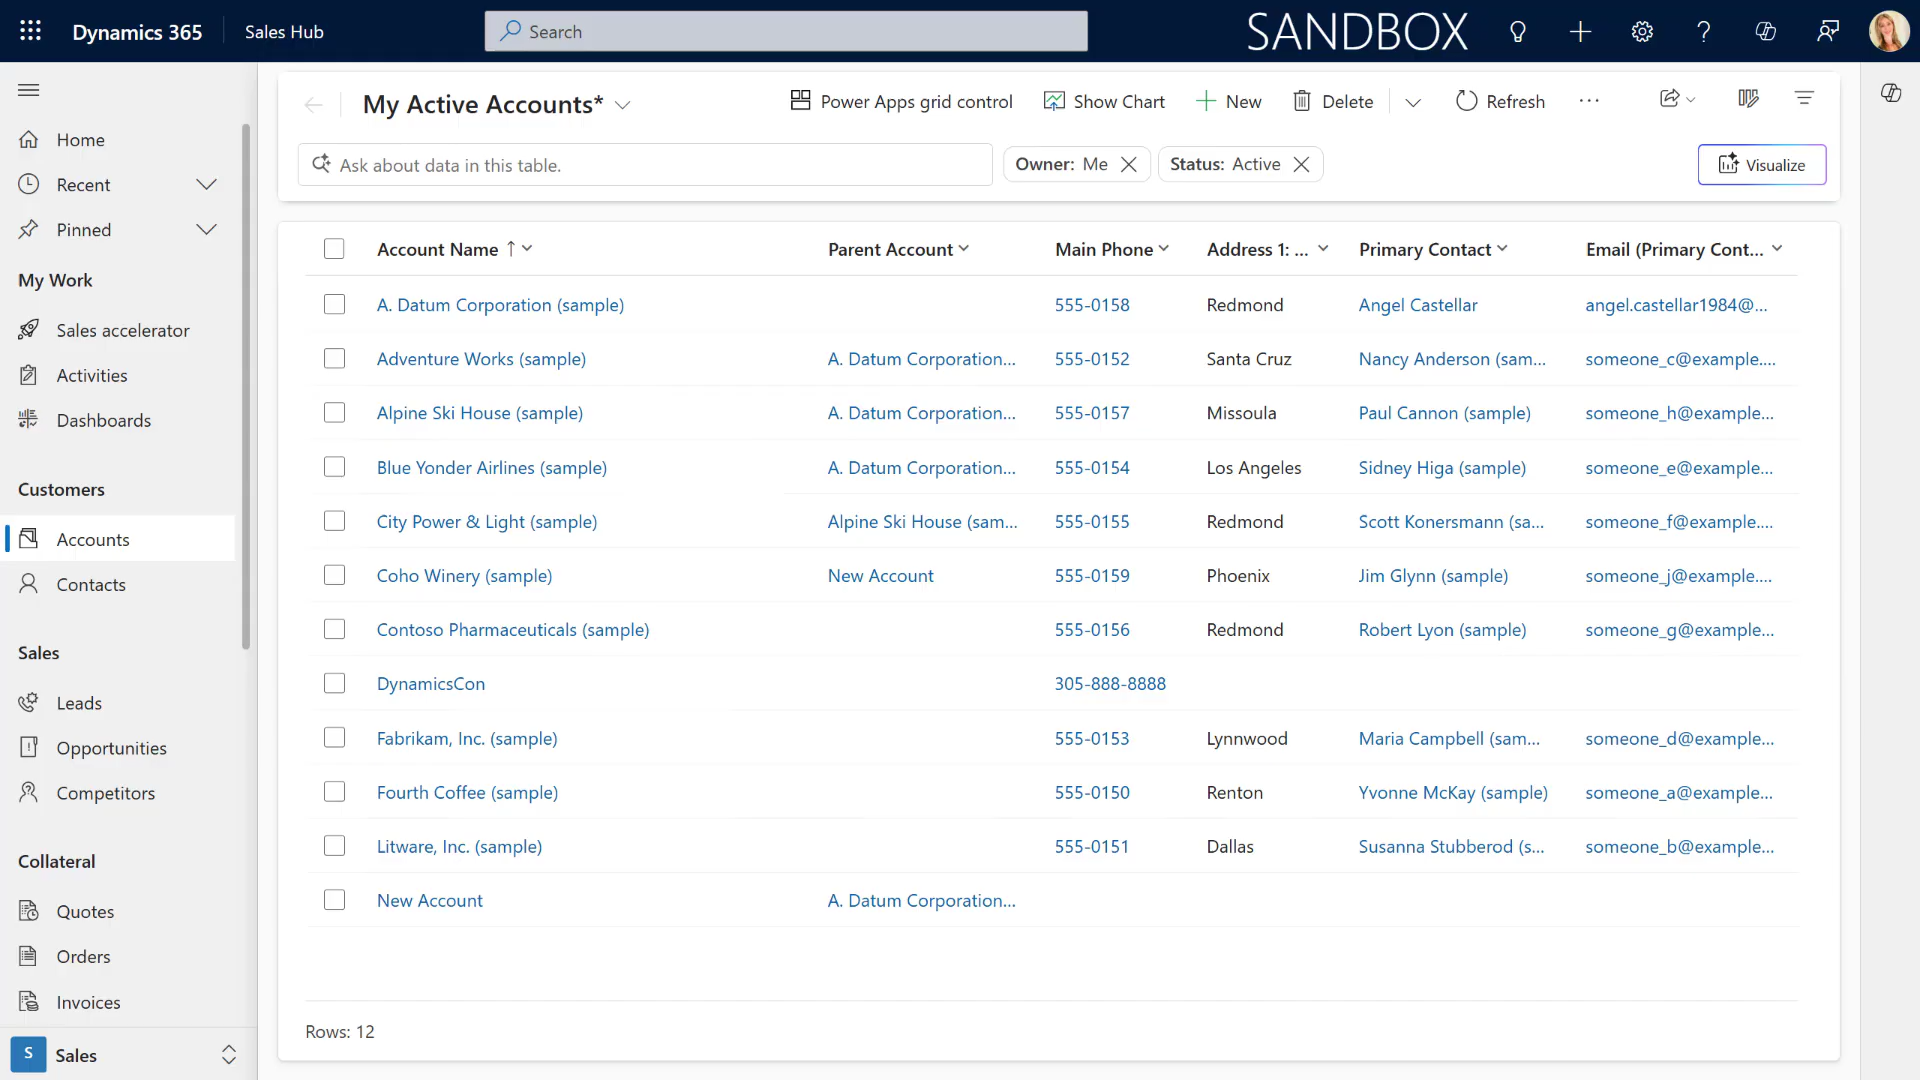 Dynamics 365 Sales Hub Search SANDBOX
My Active Accounts* Power Apps grid control Show Chart New Delete Refresh
Ask about data in this table. Owner: Me Status: Active Visualize
Home
Recent
Pinned
My Work
Sales accelerator
Activities
Dashboards
Customers
Accounts
Contacts
Sales
Leads
Opportunities
Competitors
Collateral
Quotes
Orders
Invoices
S Sales
Account Name Parent Account Main Phone Address 1: ... Primary Contact Email (Primary Cont...
A. Datum Corporation (sample) 555-0158 Redmond Angel Castellar angel.castellar1984@...
Adventure Works (sample) A. Datum Corporation... 555-0152 Santa Cruz Nancy Anderson (sam... someone_c@example....
Alpine Ski House (sample) A. Datum Corporation... 555-0157 Missoula Paul Cannon (sample) someone_h@example...
Blue Yonder Airlines (sample) A. Datum Corporation... 555-0154 Los Angeles Sidney Higa (sample) someone_e@example...
City Power & Light (sample) Alpine Ski House (sam... 555-0155 Redmond Scott Konersmann (sa... someone_f@example....
Coho Winery (sample) New Account 555-0159 Phoenix Jim Glynn (sample) someone_j@example....
Contoso Pharmaceuticals (sample) 555-0156 Redmond Robert Lyon (sample) someone_g@example...
DynamicsCon 305-888-8888
Fabrikam, Inc. (sample) 555-0153 Lynnwood Maria Campbell (sam... someone_d@example...
Fourth Coffee (sample) 555-0150 Renton Yvonne McKay (sample) someone_a@example...
Litware, Inc. (sample) 555-0151 Dallas Susanna Stubberod (s... someone_b@example...
New Account A. Datum Corporation...
Rows: 12